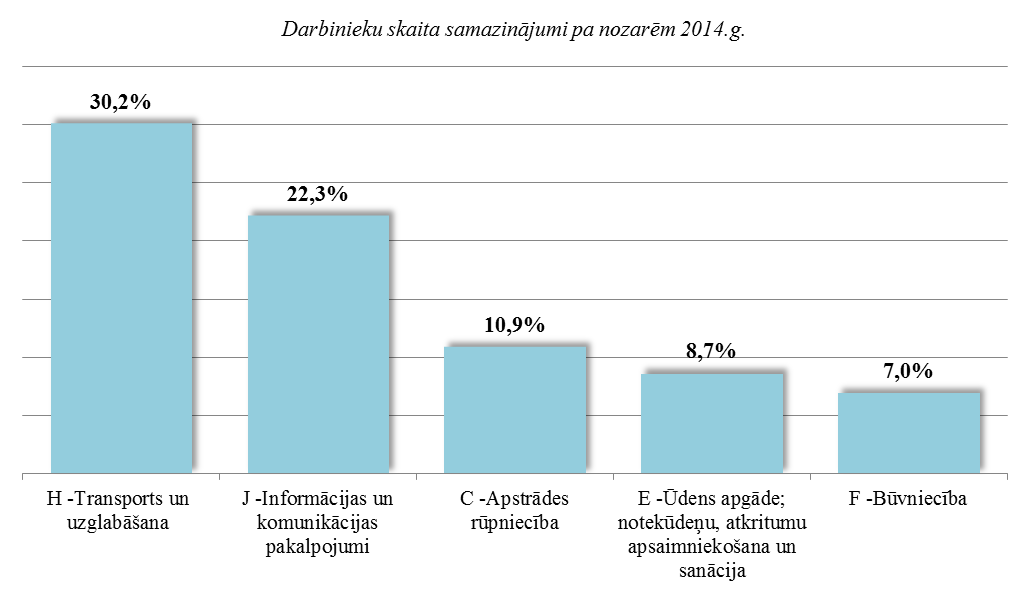 Darbinieku skaita samazinājumi pa nozarēm 2014.g.
30,2%
22,3%
10,9%
8,7%
7,0%
H -Transports un
uzglabāšana
J -Informācijas un
komunikācijas
pakalpojumi
C -Apstrādes
rūpniecība
E -Ūdens apgāde;
notekūdeņu, atkritumu
apsaimniekošana un
sanācija
F -Būvniecība